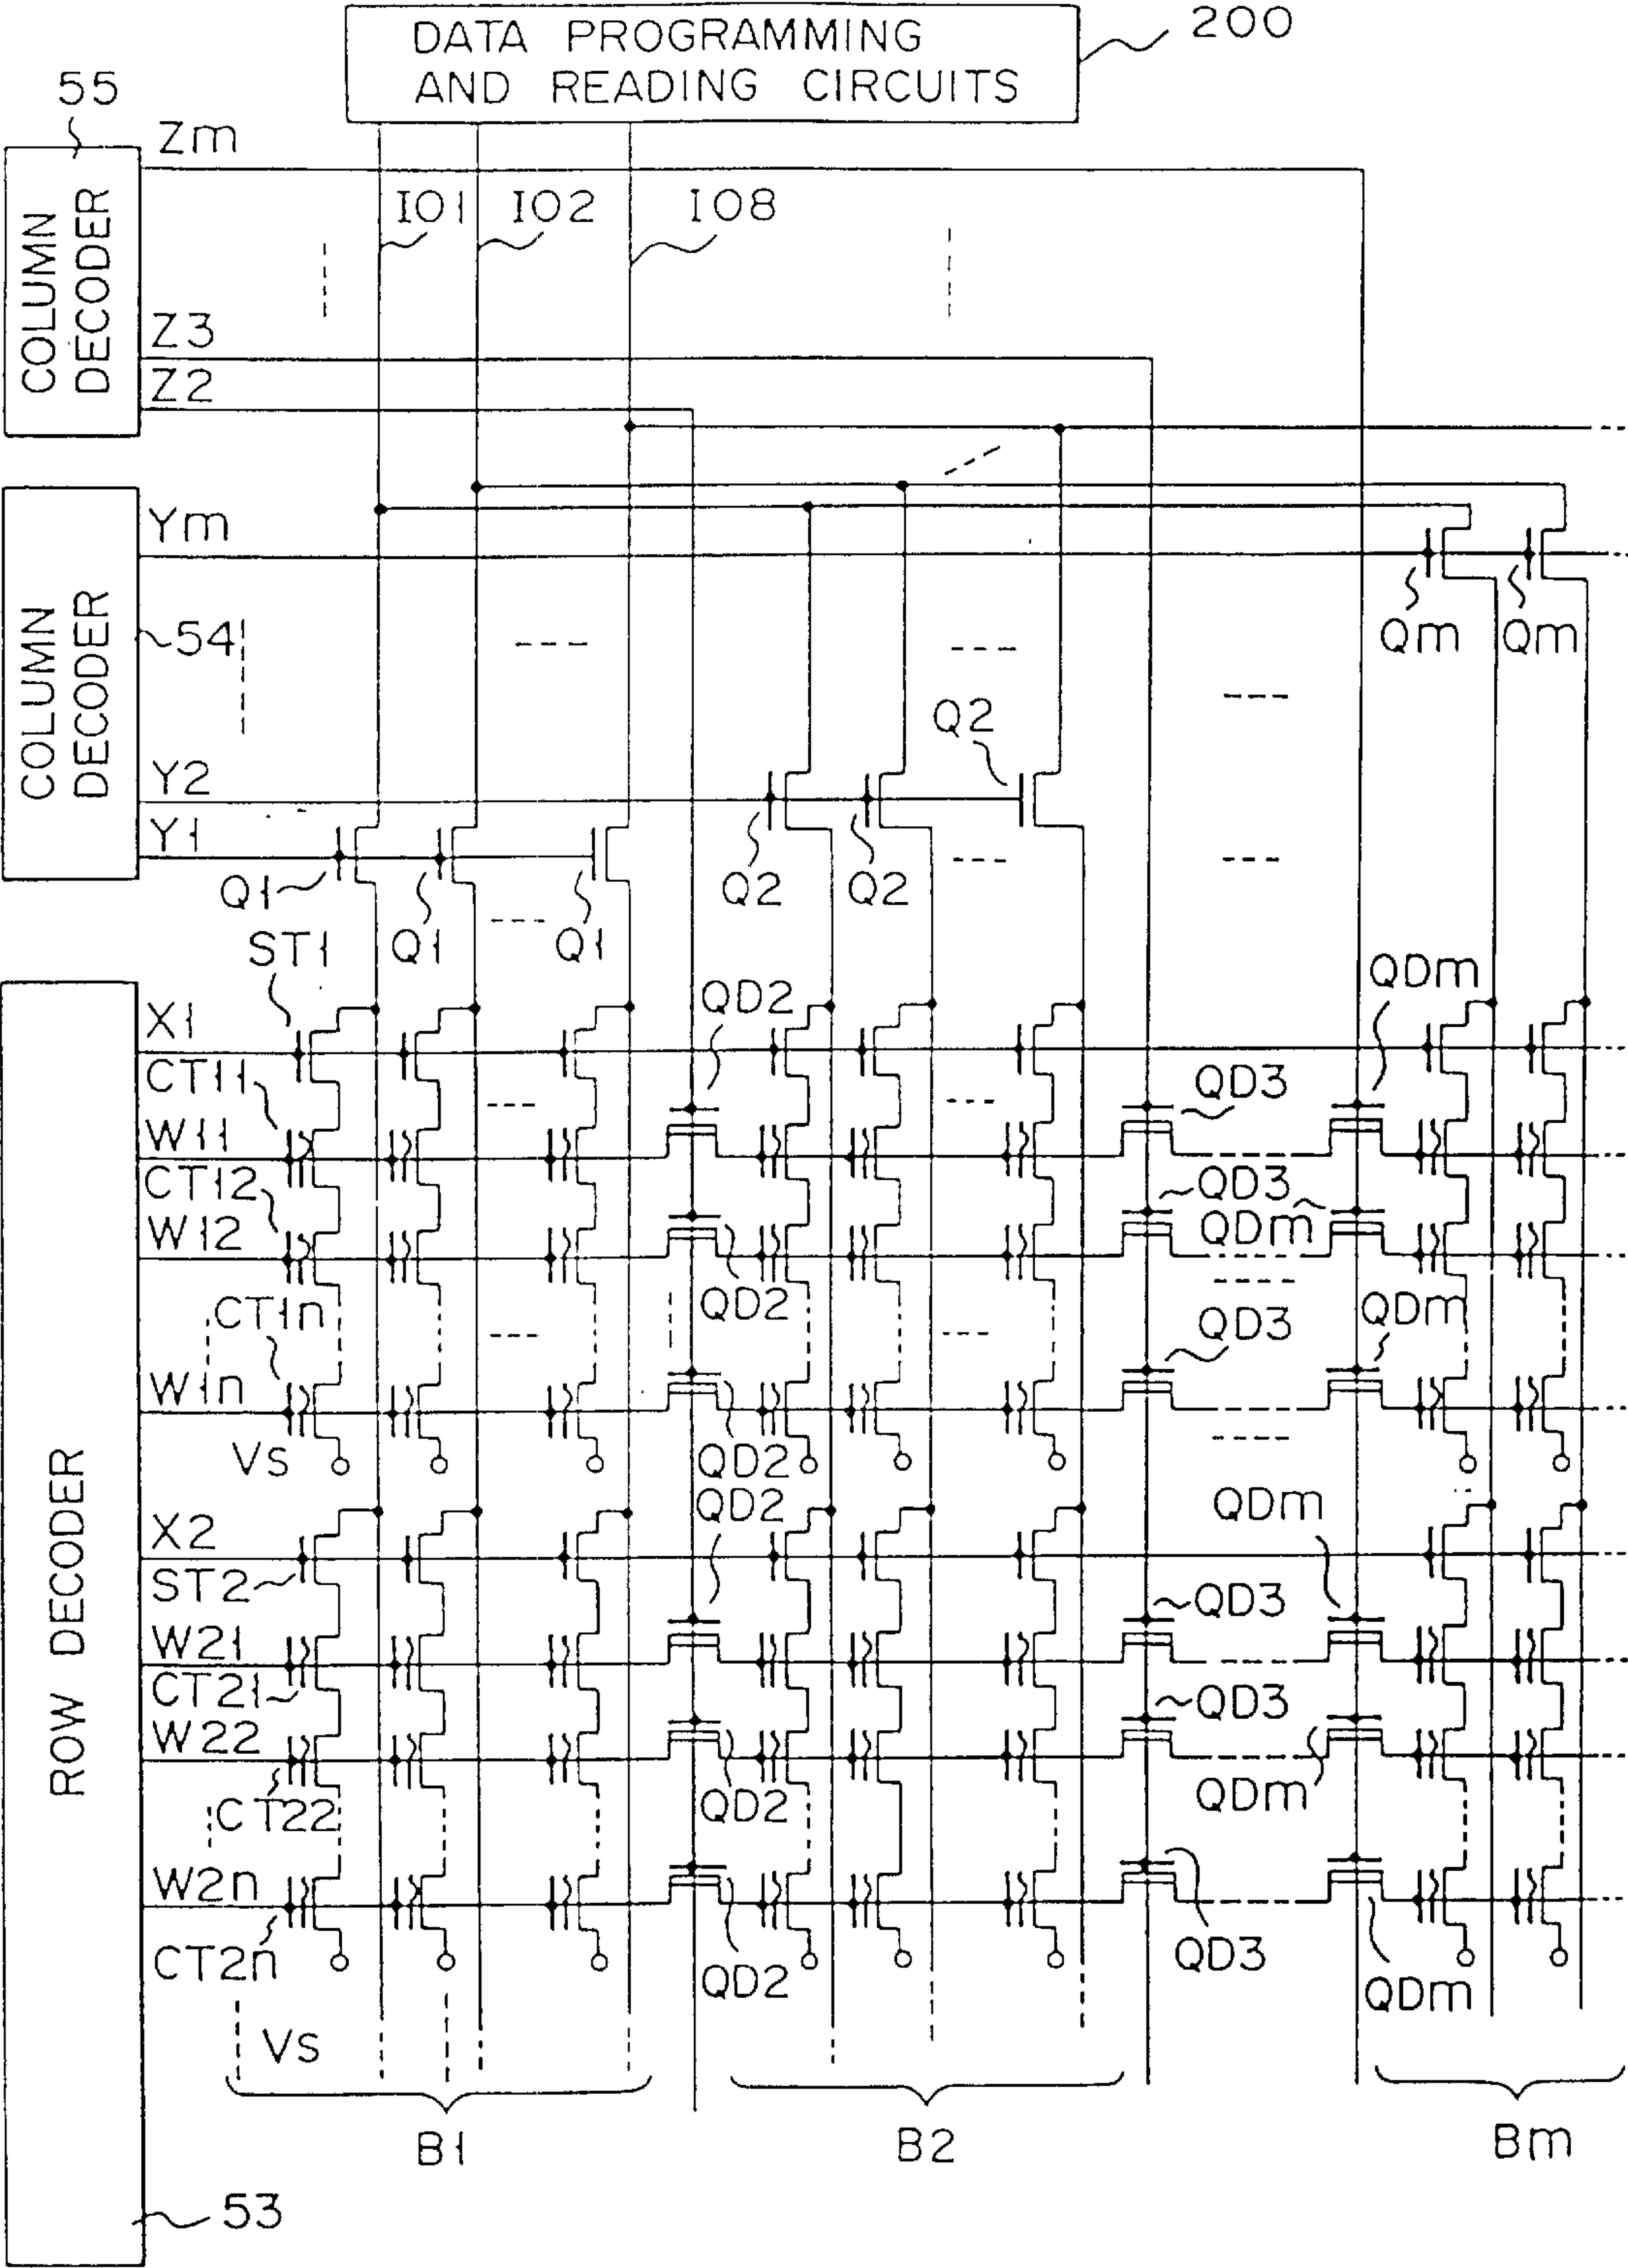 DATA PROGRAMMING
AND READING CIRCUITS
200
55
Zm
IO1 IO2 IO8
COLUMN
DECODER
Z3
Z2
Ym
Qm Qm
COLUMN
DECODER
54
Q2
Y2
Y1
Q1 Q1 Q1 Q2 Q2
ST1
QD2 QDm
X1
CT11 QD3
W11
CT12 QD3
W12 QDm
QD2
CT1n QD3 QDm
W1n
Vs QD2
QD2 QDm
X2
ST2 QD3
W21
CT21 QD3
W22
CT22 QD2 QDm
W2n
CT2n QD2 QD3 QDm
ROW DECODER
Vs
B1 B2 Bm
53